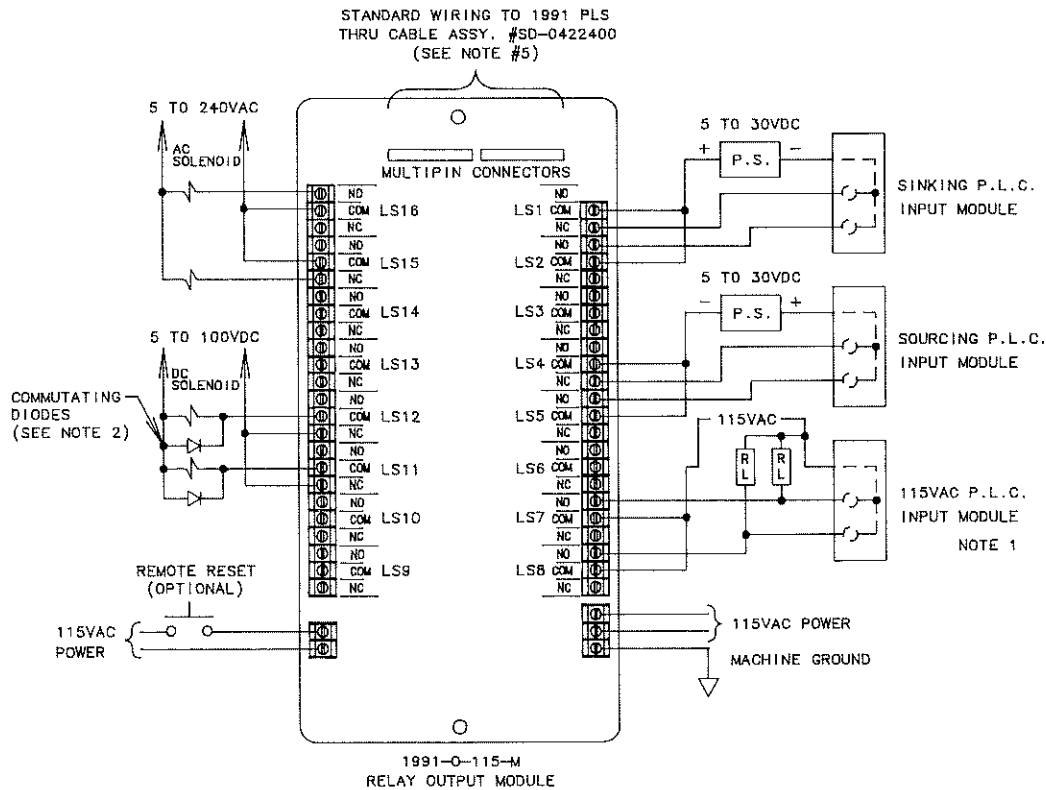 STANDARD WIRING TO 1991 PLS
THRU CABLE ASSY. #SD-0422400
(SEE NOTE #5)
5 TO 240VAC
AC
SOLENOID
MULTIPIN CONNECTORS
5 TO 30VDC
+ P.S. -
SINKING P.L.C.
INPUT MODULE
NO
COM LS16
NC
NO
COM LS15
NC
NO
COM LS14
NC
NO
COM LS13
NC
NO
COM LS12
NC
NO
COM LS11
NC
NO
COM LS10
NC
NO
COM LS9
NC
5 TO 100VDC
DC
SOLENOID
COMMUTATING
DIODES
(SEE NOTE 2)
REMOTE RESET
(OPTIONAL)
115VAC
POWER
NO
LS1 COM
NC
NO
LS2 COM
NC
NO
LS3 COM
NC
NO
LS4 COM
NC
NO
LS5 COM
NC
NO
LS6 COM
NC
NO
LS7 COM
NC
NO
LS8 COM
NC
5 TO 30VDC
- P.S. +
SOURCING P.L.C.
INPUT MODULE
115VAC
R
L
R
L
115VAC P.L.C.
INPUT MODULE
NOTE 1
115VAC POWER
MACHINE GROUND
1991-O-115-M
RELAY OUTPUT MODULE